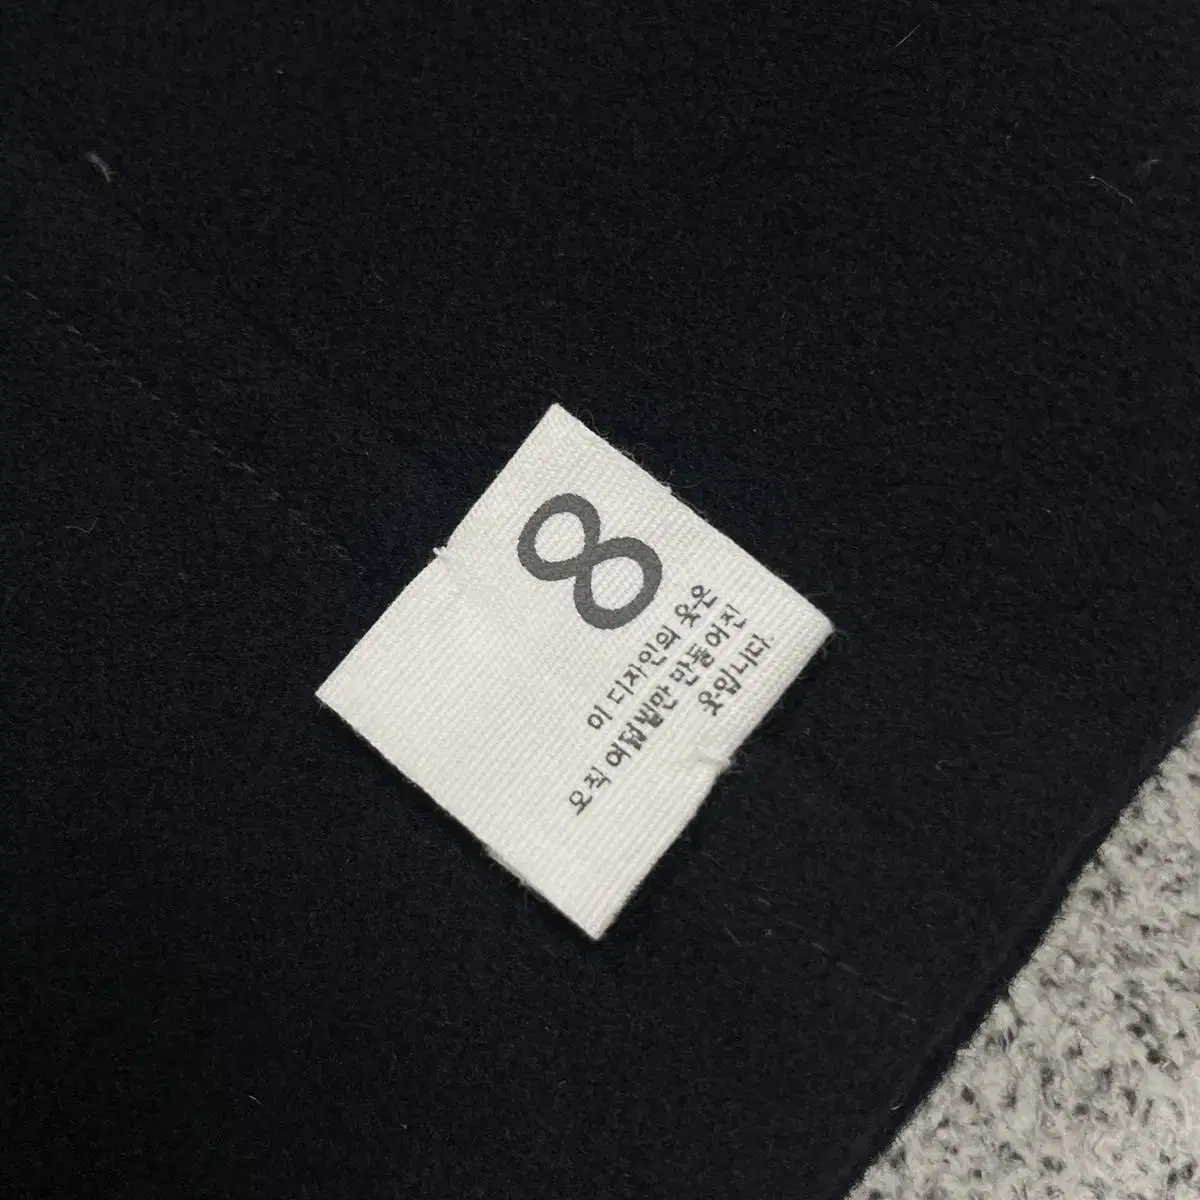 8
이 디자인의 옷은
오직 여덟벌만 만들어진
옷입니다.